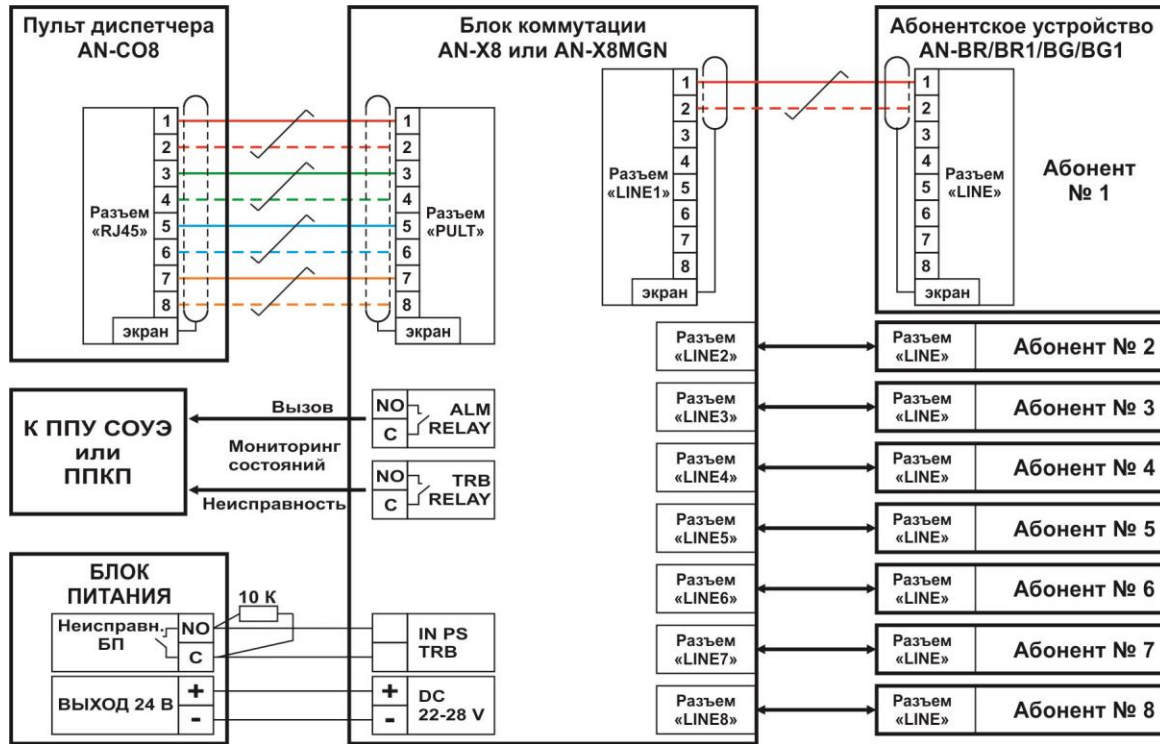 Пульт диспетчера
AN-CO8
Разъем
«RJ45»
1
2
3
4
5
6
7
8
экран
Блок коммутации
AN-X8 или AN-X8MGN
1
2
3
4
5
6
7
8
Разъем
«PULT»
экран
Разъем
«LINE1»
1
2
3
4
5
6
7
8
экран
Абонентское устройство
AN-BR/BR1/BG/BG1
1
2
3
4
5
6
7
8
Разъем
«LINE»
экран
Абонент
№ 1
Разъем
«LINE2»
Разъем
«LINE»
Абонент № 2
Разъем
«LINE3»
Разъем
«LINE»
Абонент № 3
Разъем
«LINE4»
Разъем
«LINE»
Абонент № 4
Разъем
«LINE5»
Разъем
«LINE»
Абонент № 5
Разъем
«LINE6»
Разъем
«LINE»
Абонент № 6
Разъем
«LINE7»
Разъем
«LINE»
Абонент № 7
Разъем
«LINE8»
Разъем
«LINE»
Абонент № 8
К ППУ СОУЭ
или
ППКП
Вызов
Мониторинг
состояний
Неисправность
NO
C
ALM
RELAY
NO
C
TRB
RELAY
БЛОК
ПИТАНИЯ
10 К
Неисправн.
БП
NO
C
IN PS
TRB
ВЫХОД 24 В
+
-
+
-
DC
22-28 V